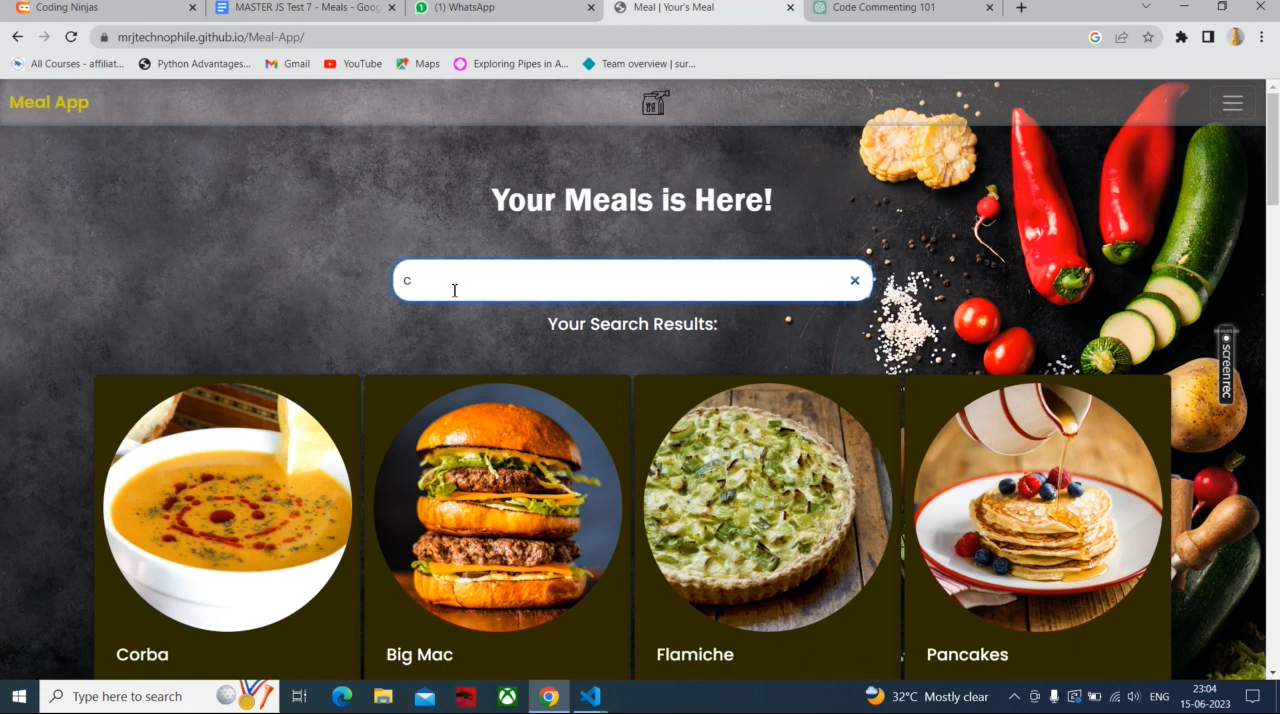 Coding Ninjas
MASTER JS Test 7 - Meals - Goog
(1) WhatsApp
Meal | Your's Meal
Code Commenting 101
mrjtechnophile.github.io/Meal-App/
All Courses - affiliat...
Python Advantages...
Gmail
YouTube
Maps
Exploring Pipes in A...
Team overview | sur...
Meal App
Your Meals is Here!
c
Your Search Results:
screenrec
Corba
Big Mac
Flamiche
Pancakes
Type here to search
32°C Mostly clear
ENG
23:04
15-06-2023